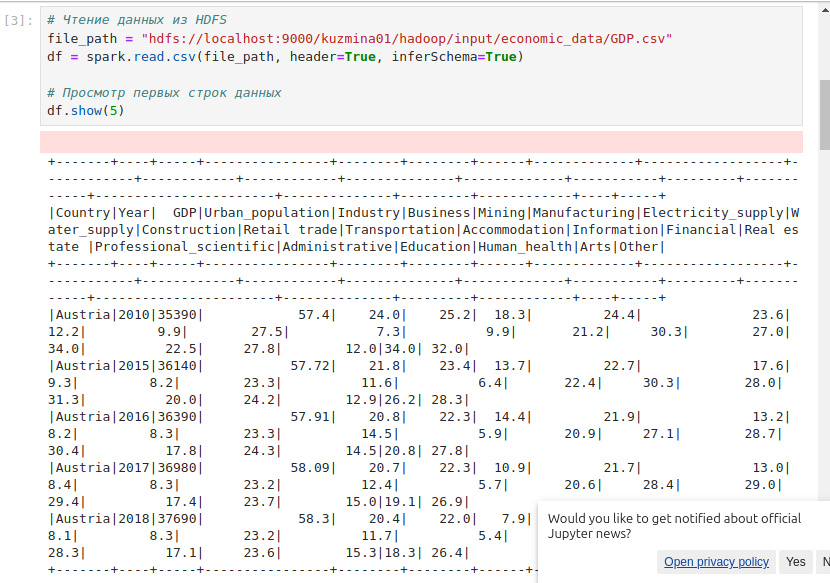 [3]:
# Чтение данных из HDFS
file_path = "hdfs://localhost:9000/kuzmina01/hadoop/input/economic_data/GDP.csv"
df = spark.read.csv(file_path, header=True, inferSchema=True)
# Просмотр первых строк данных
df.show(5)
+-------+----+-----+----------------+--------+--------+------+-------------+------------------+-
-----------+------------+------------+--------------+-------------+-----------+---------+-------
-----+-----------------------+--------------+---------+------------+----+-----+
|Country|Year|  GDP|Urban_population|Industry|Business|Mining|Manufacturing|Electricity_supply|W
ater_supply|Construction|Retail trade|Transportation|Accommodation|Information|Financial|Real es
tate |Professional_scientific|Administrative|Education|Human_health|Arts|Other|
+-------+----+-----+----------------+--------+--------+------+-------------+------------------+-
-----------+------------+------------+--------------+-------------+-----------+---------+-------
-----+-----------------------+--------------+---------+------------+----+-----+
|Austria|2010|35390|            57.4|    24.0|    25.2|  18.3|         24.4|              23.6|
12.2|         9.9|        27.5|           7.3|          9.9|       21.2|     30.3|        27.0|
34.0|          22.5|     27.8|        12.0|34.0| 32.0|
|Austria|2015|36140|           57.72|    21.8|    23.4|  13.7|         22.7|              17.6|
9.3|         8.2|        23.3|          11.6|          6.4|       22.4|     30.3|        28.0|
31.3|          20.0|     24.2|        12.9|26.2| 28.3|
|Austria|2016|36390|           57.91|    20.8|    22.3|  14.4|         21.9|              13.2|
8.2|         8.3|        23.3|          14.5|          5.9|       20.9|     27.1|        28.7|
30.4|          17.8|     24.3|        14.5|20.8| 27.8|
|Austria|2017|36980|           58.09|    20.7|    22.3|  10.9|         21.7|              13.0|
8.4|         8.3|        23.2|          12.4|          5.7|       20.6|     28.4|        29.0|
29.4|          17.4|     23.7|        15.0|19.1| 26.9|
|Austria|2018|37690|            58.3|    20.4|    22.0|   7.9|
8.1|         8.3|        23.2|          11.7|          5.4|
28.3|          17.1|     23.6|        15.3|18.3| 26.4|
+-------+----+-----+----------------+--------+--------+------+-
Would you like to get notified about official
Jupyter news?
Open privacy policy Yes N